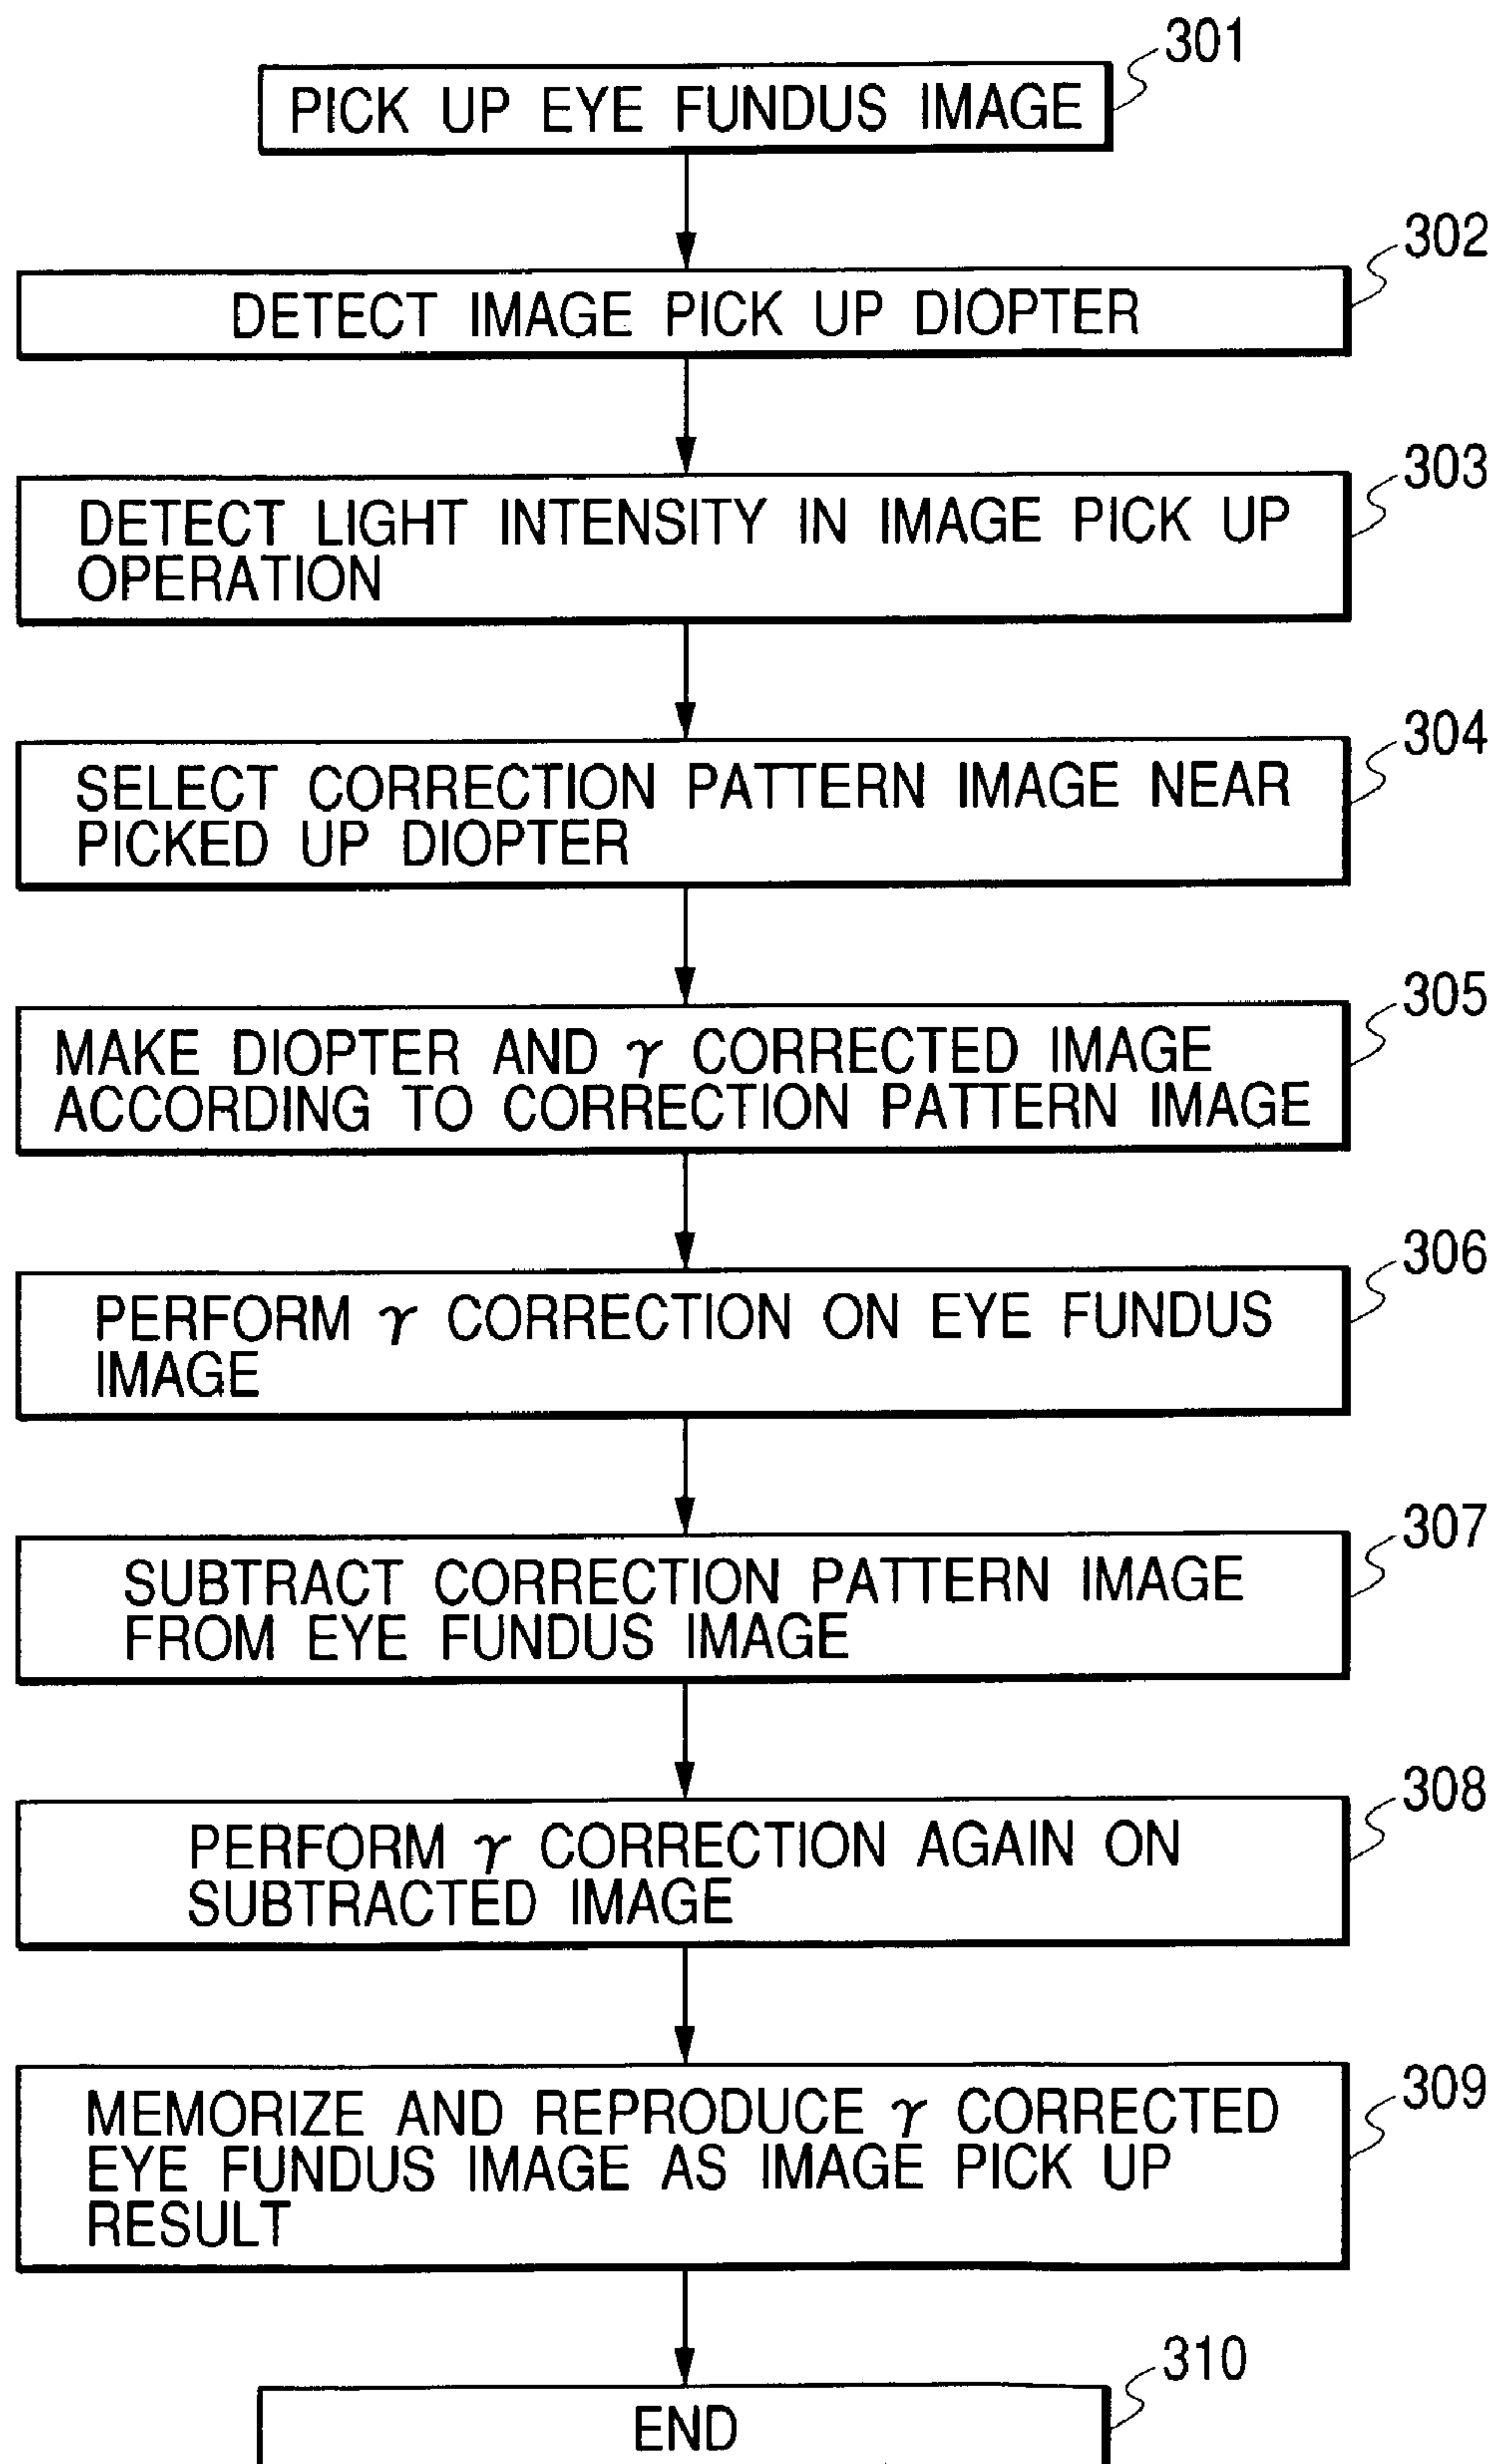 301
PICK UP EYE FUNDUS IMAGE
302
DETECT IMAGE PICK UP DIOPTER
303
DETECT LIGHT INTENSITY IN IMAGE PICK UP
OPERATION
304
SELECT CORRECTION PATTERN IMAGE NEAR
PICKED UP DIOPTER
305
MAKE DIOPTER AND γ CORRECTED IMAGE
ACCORDING TO CORRECTION PATTERN IMAGE
306
PERFORM γ CORRECTION ON EYE FUNDUS
IMAGE
307
SUBTRACT CORRECTION PATTERN IMAGE
FROM EYE FUNDUS IMAGE
308
PERFORM γ CORRECTION AGAIN ON
SUBTRACTED IMAGE
309
MEMORIZE AND REPRODUCE γ CORRECTED
EYE FUNDUS IMAGE AS IMAGE PICK UP
RESULT
310
END